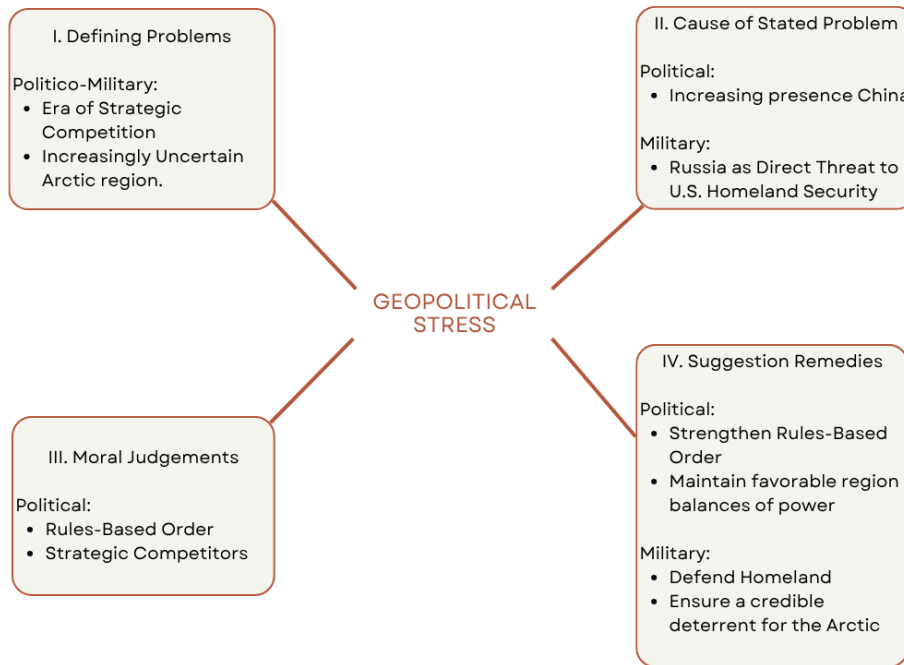 I. Defining Problems
Politico-Military:
• Era of Strategic
Competition
• Increasingly Uncertain
Arctic region.
II. Cause of Stated Problem
Political:
• Increasing presence China
Military:
• Russia as Direct Threat to
U.S. Homeland Security
GEOPOLITICAL
STRESS
III. Moral Judgements
Political:
• Rules-Based Order
• Strategic Competitors
IV. Suggestion Remedies
Political:
• Strengthen Rules-Based
Order
• Maintain favorable region
balances of power
Military:
• Defend Homeland
• Ensure a credible
deterrent for the Arctic